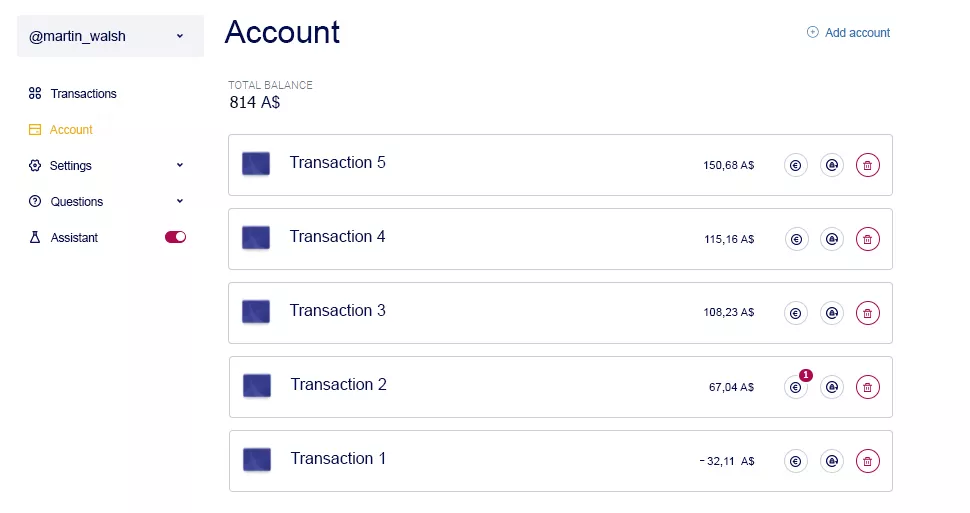 @martin_walsh
Account
Add account
Transactions
Account
Settings
Questions
Assistant
TOTAL BALANCE
814 A$
Transaction 5
150,68 A$
Transaction 4
115,16 A$
Transaction 3
108,23 A$
Transaction 2
67,04 A$
1
Transaction 1
- 32,11 A$